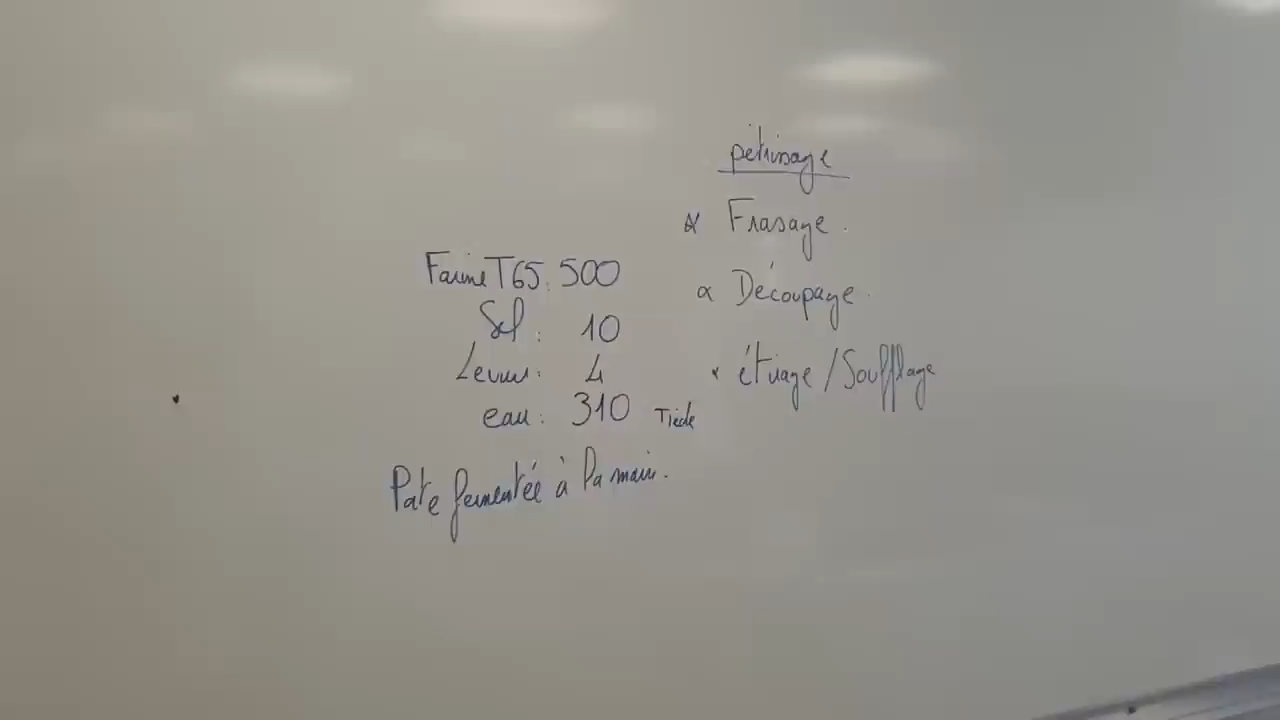 Farine T65: 500
Sel: 10
Levure: 4
eau: 310 Tiède
Pate fermentée à la main.
pétrissage
* Frasage.
* Découpage.
* étirage / Soufflage